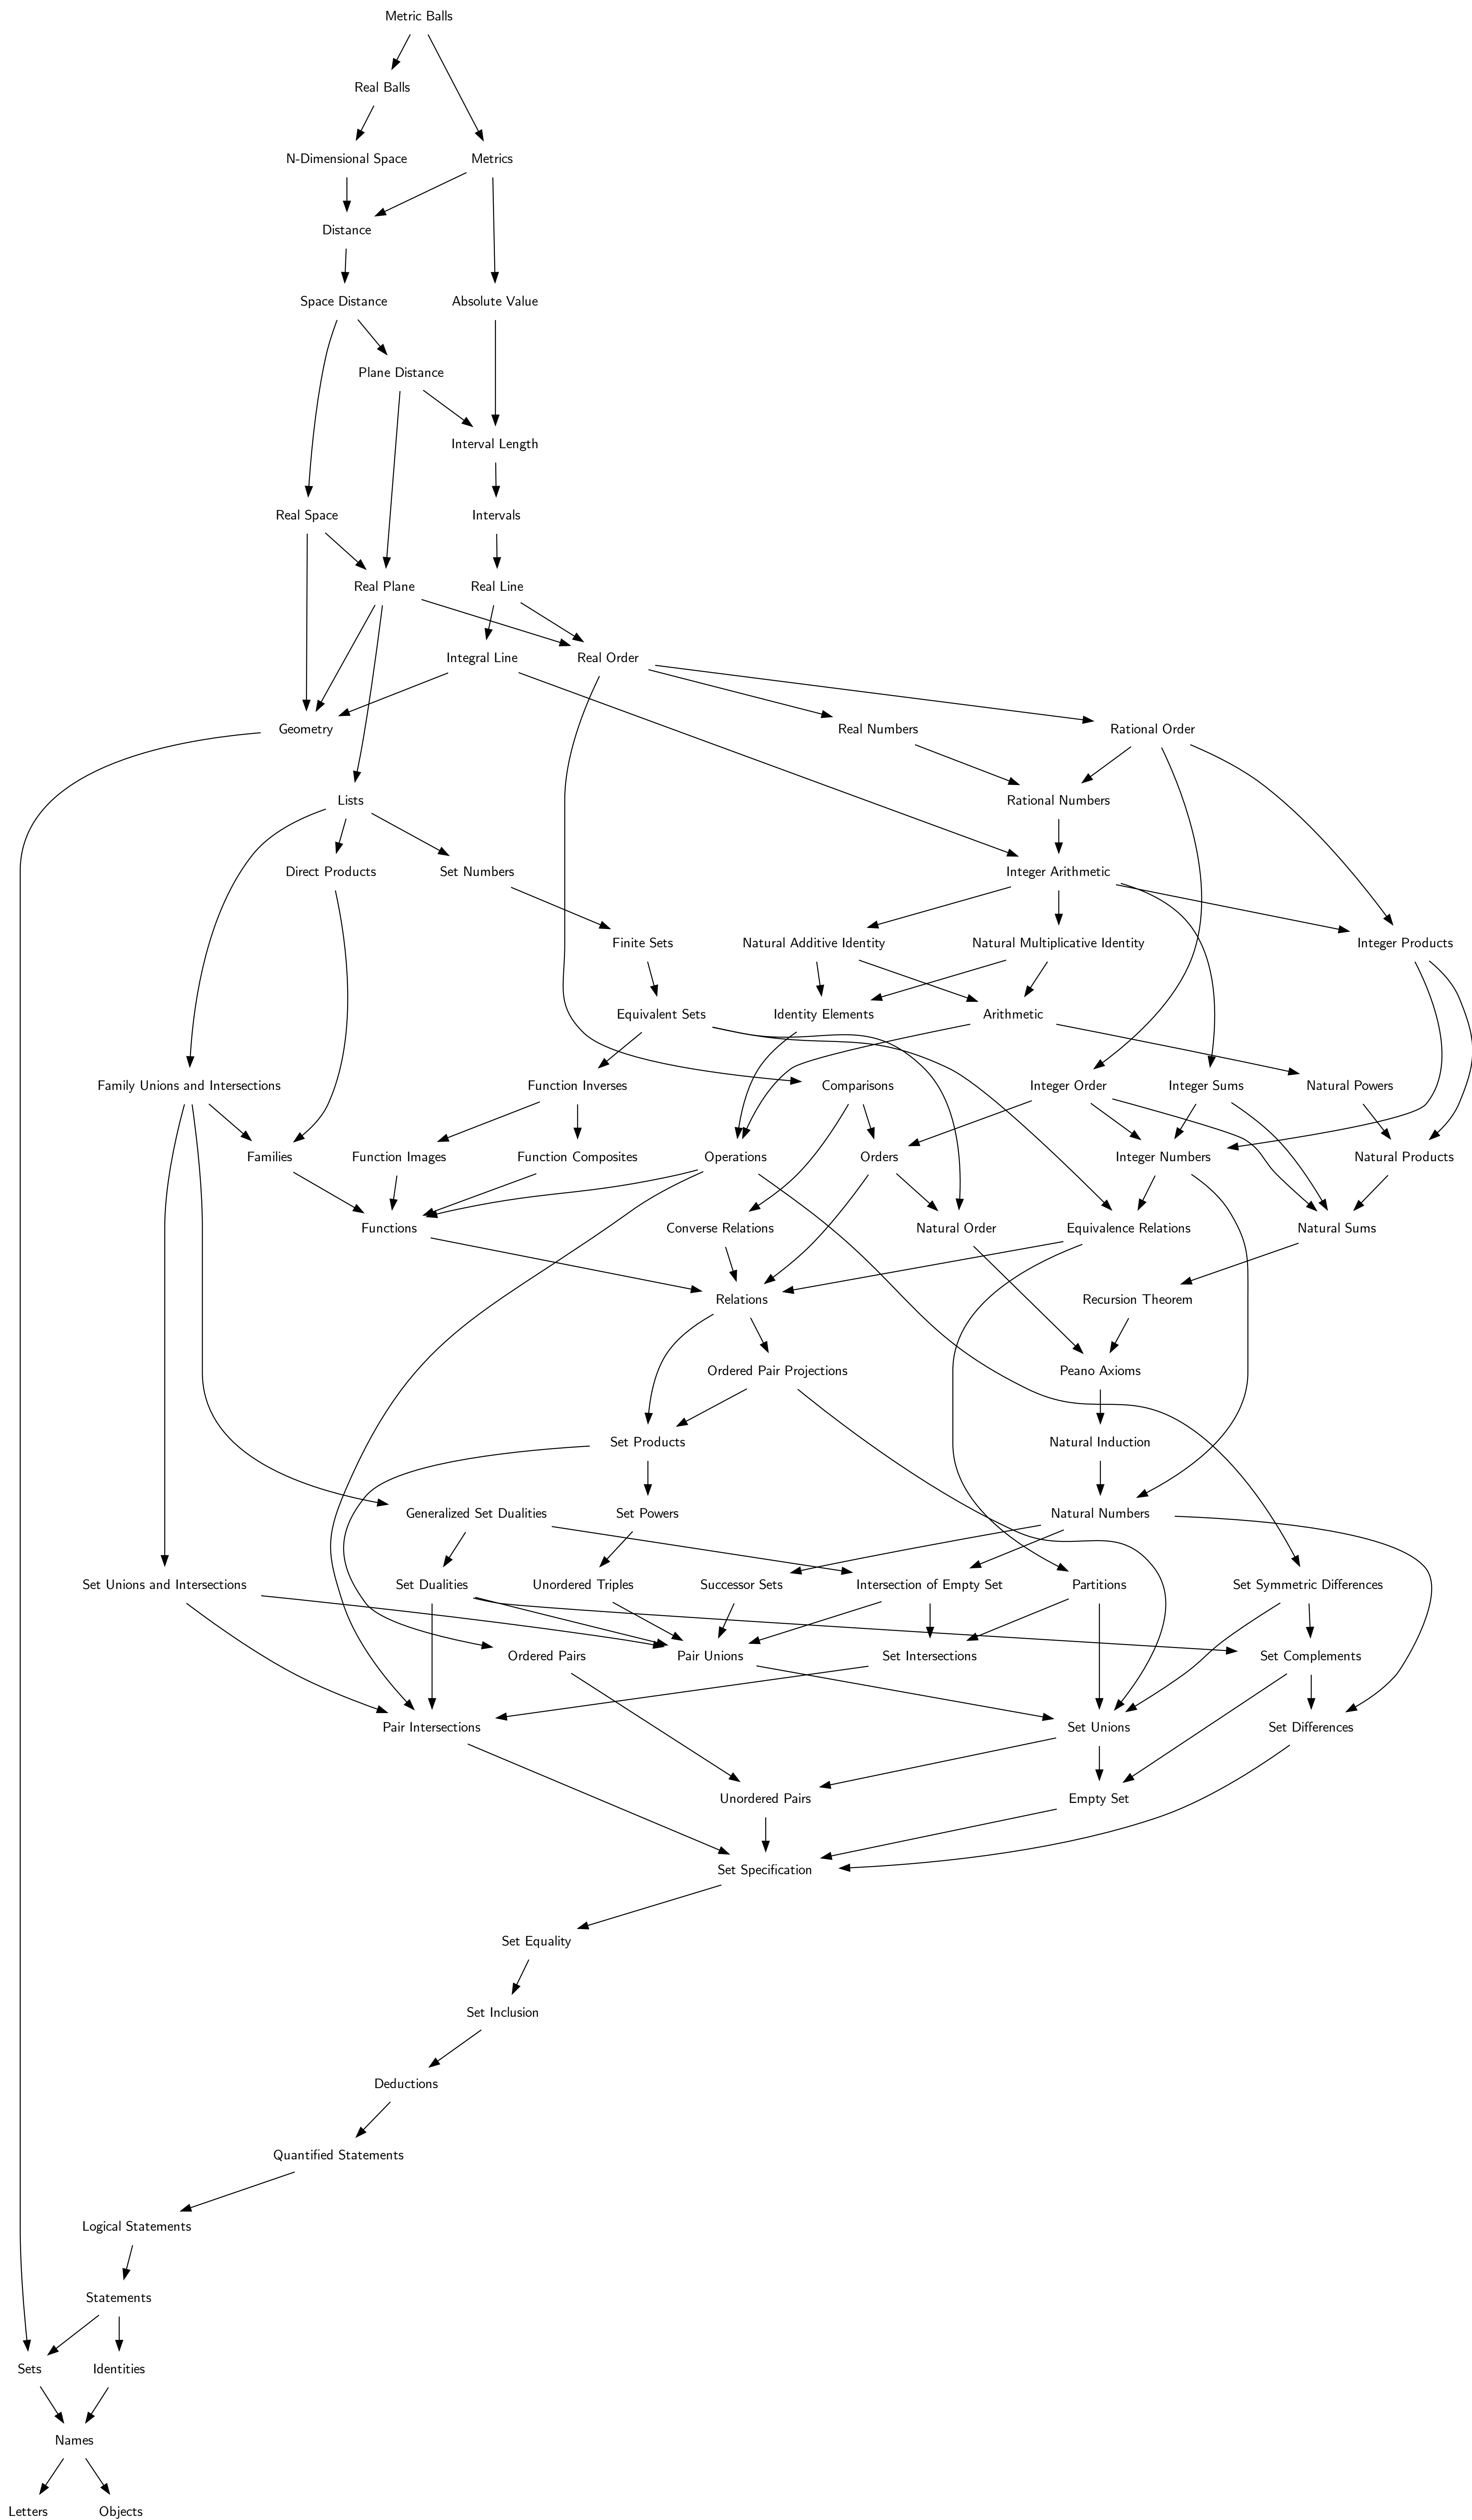 Metric Balls
Real Balls
N-Dimensional Space
Metrics
Distance
Space Distance
Absolute Value
Plane Distance
Interval Length
Real Space
Intervals
Real Plane
Real Line
Integral Line
Real Order
Geometry
Real Numbers
Rational Order
Lists
Rational Numbers
Direct Products
Set Numbers
Integer Arithmetic
Finite Sets
Natural Additive Identity
Natural Multiplicative Identity
Integer Products
Equivalent Sets
Identity Elements
Arithmetic
Family Unions and Intersections
Function Inverses
Comparisons
Integer Order
Integer Sums
Natural Powers
Families
Function Images
Function Composites
Operations
Orders
Integer Numbers
Natural Products
Functions
Converse Relations
Natural Order
Equivalence Relations
Natural Sums
Relations
Recursion Theorem
Ordered Pair Projections
Peano Axioms
Set Products
Natural Induction
Generalized Set Dualities
Set Powers
Natural Numbers
Set Unions and Intersections
Set Dualities
Unordered Triples
Successor Sets
Intersection of Empty Set
Partitions
Set Symmetric Differences
Ordered Pairs
Pair Unions
Set Intersections
Set Complements
Pair Intersections
Set Unions
Set Differences
Unordered Pairs
Empty Set
Set Specification
Set Equality
Set Inclusion
Deductions
Quantified Statements
Logical Statements
Statements
Sets
Identities
Names
Letters
Objects